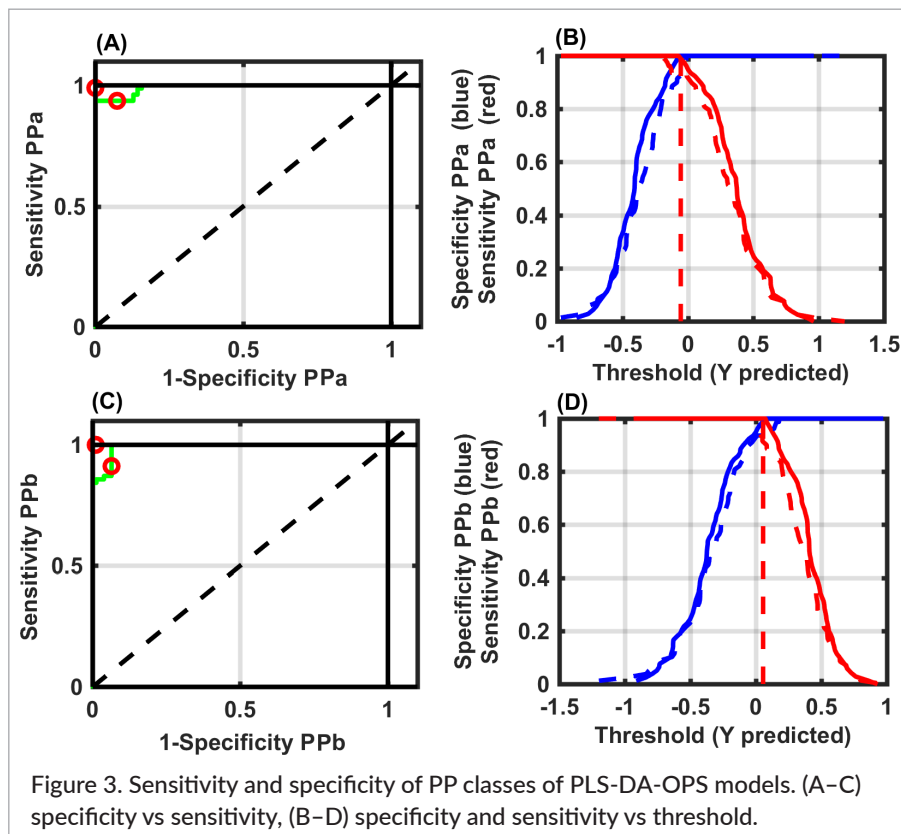 (A)
1
0.5
0
0
0.5
1
Sensitivity PPa
1-Specificity PPa
(B)
1
0.8
0.6
0.4
0.2
0
-1
-0.5
0
0.5
1
1.5
Specificity PPa (blue)
Sensitivity PPa (red)
Threshold (Y predicted)
(C)
1
0.5
0
0
0.5
1
Sensitivity PPb
1-Specificity PPb
(D)
1
0.8
0.6
0.4
0.2
0
-1.5
-1
-0.5
0
0.5
1
Specificity PPb (blue)
Sensitivity PPb (red)
Threshold (Y predicted)
Figure 3. Sensitivity and specificity of PP classes of PLS-DA-OPS models. (A–C)
specificity vs sensitivity, (B–D) specificity and sensitivity vs threshold.